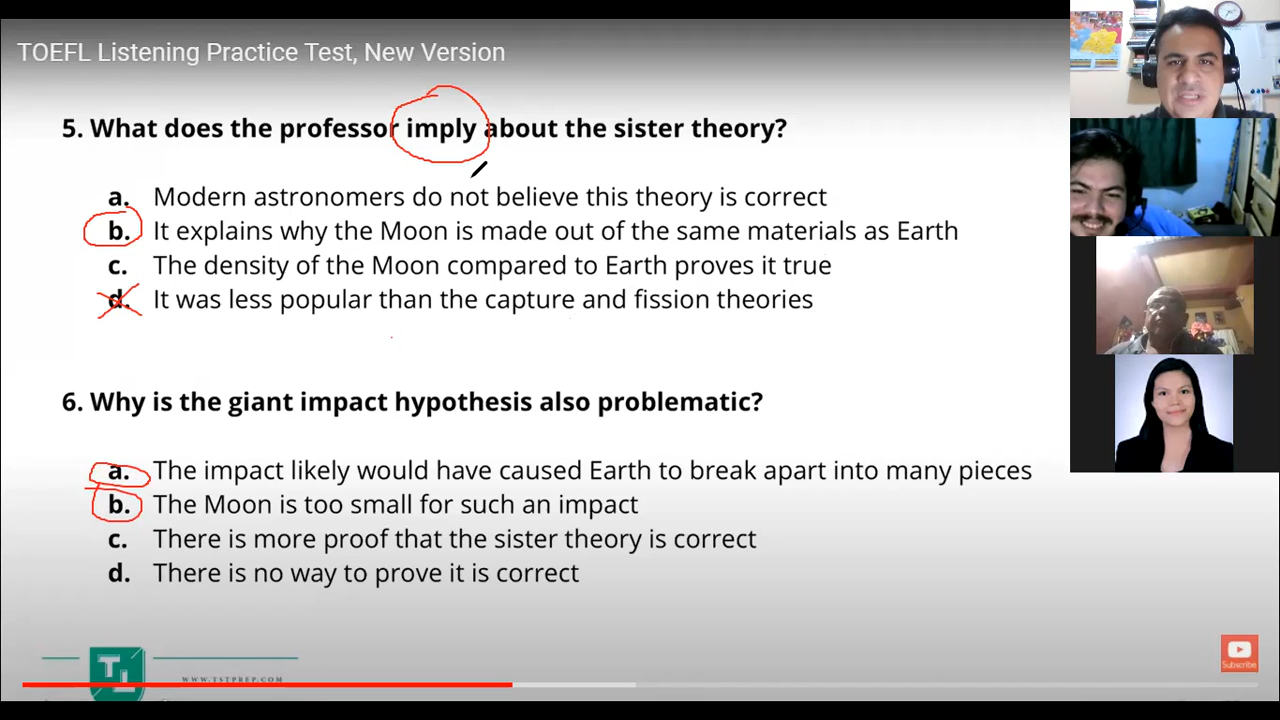 TOEFL Listening Practice Test, New Version
5. What does the professor imply about the sister theory?
a. Modern astronomers do not believe this theory is correct
b. It explains why the Moon is made out of the same materials as Earth
c. The density of the Moon compared to Earth proves it true
d. It was less popular than the capture and fission theories
6. Why is the giant impact hypothesis also problematic?
a. The impact likely would have caused Earth to break apart into many pieces
b. The Moon is too small for such an impact
c. There is more proof that the sister theory is correct
d. There is no way to prove it is correct
WWW.TSTPREP.COM
Subscribe